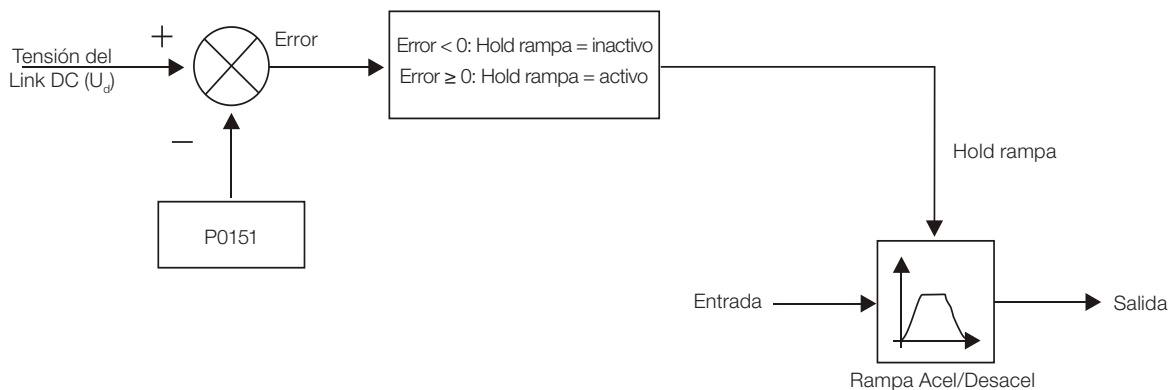 +
Tensión del
Link DC (Ud)
Error
Error < 0: Hold rampa = inactivo
Error ≥ 0: Hold rampa = activo
—
Hold rampa
P0151
Entrada
Salida
Rampa Acel/Desacel